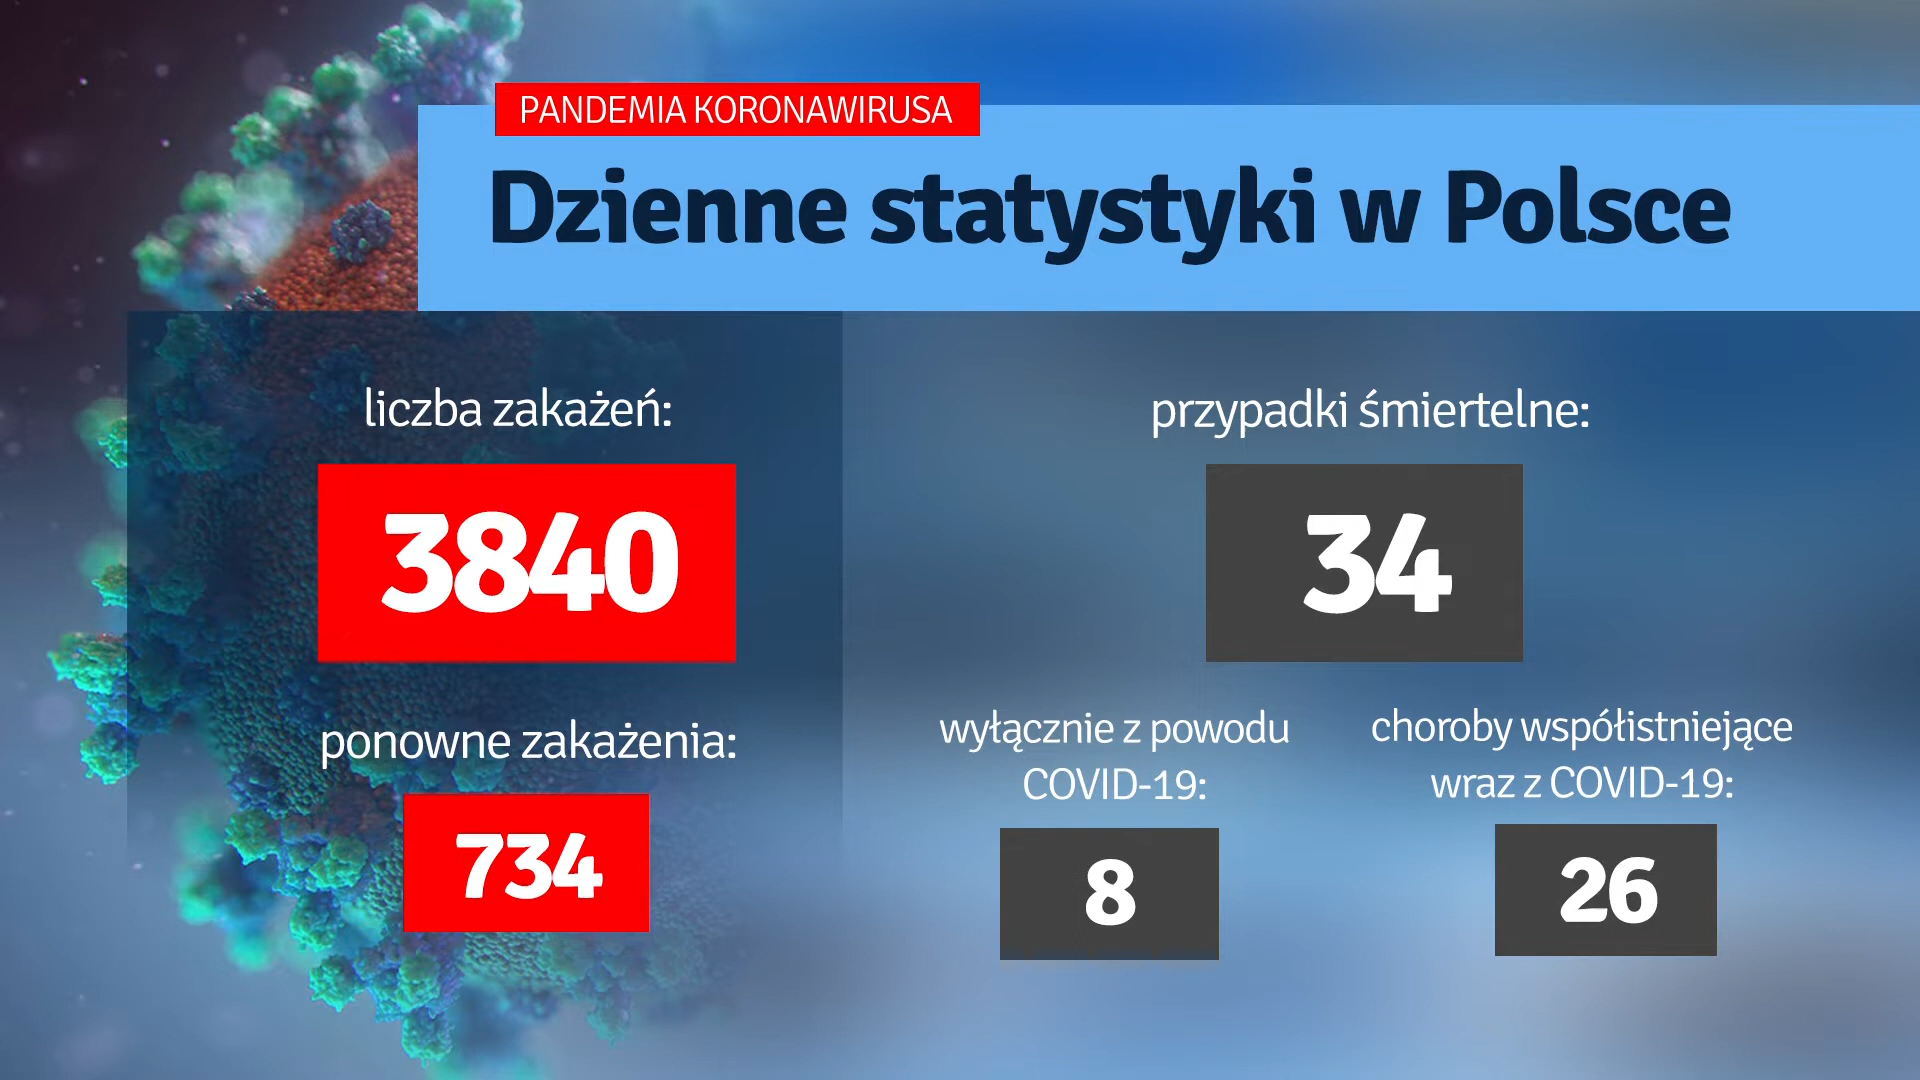 PANDEMIA KORONAWIRUSA
Dzienne statystyki w Polsce
liczba zakażeń:
3840
ponowne zakażenia:
734
przypadki śmiertelne:
34
wyłącznie z powodu
COVID-19:
8
choroby współistniejące
wraz z COVID-19:
26